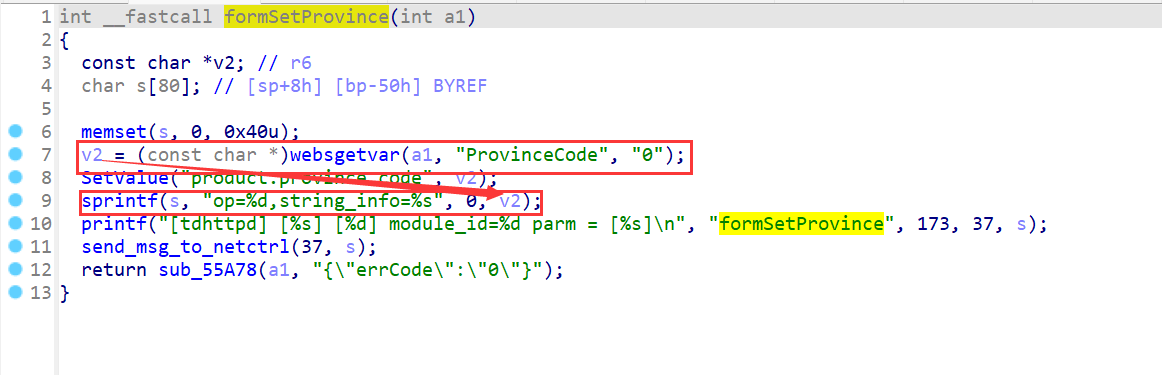 1 int __fastcall formSetProvince(int a1)
2 {
3 const char *v2; // r6
4 char s[80]; // [sp+8h] [bp-50h] BYREF
5
6 memset(s, 0, 0x40u);
7 v2 = (const char *)websgetvar(a1, "ProvinceCode", "0");
8 SetValue("product.province_code", v2);
9 sprintf(s, "op=%d,string_info=%s", 0, v2);
10 printf("[tdhttpd] [%s] [%d] module_id=%d parm = [%s]\n", "formSetProvince", 173, 37, s);
11 send_msg_to_netctrl(37, s);
12 return sub_55A78(a1, "{\"errCode\":\"0\"}");
13 }